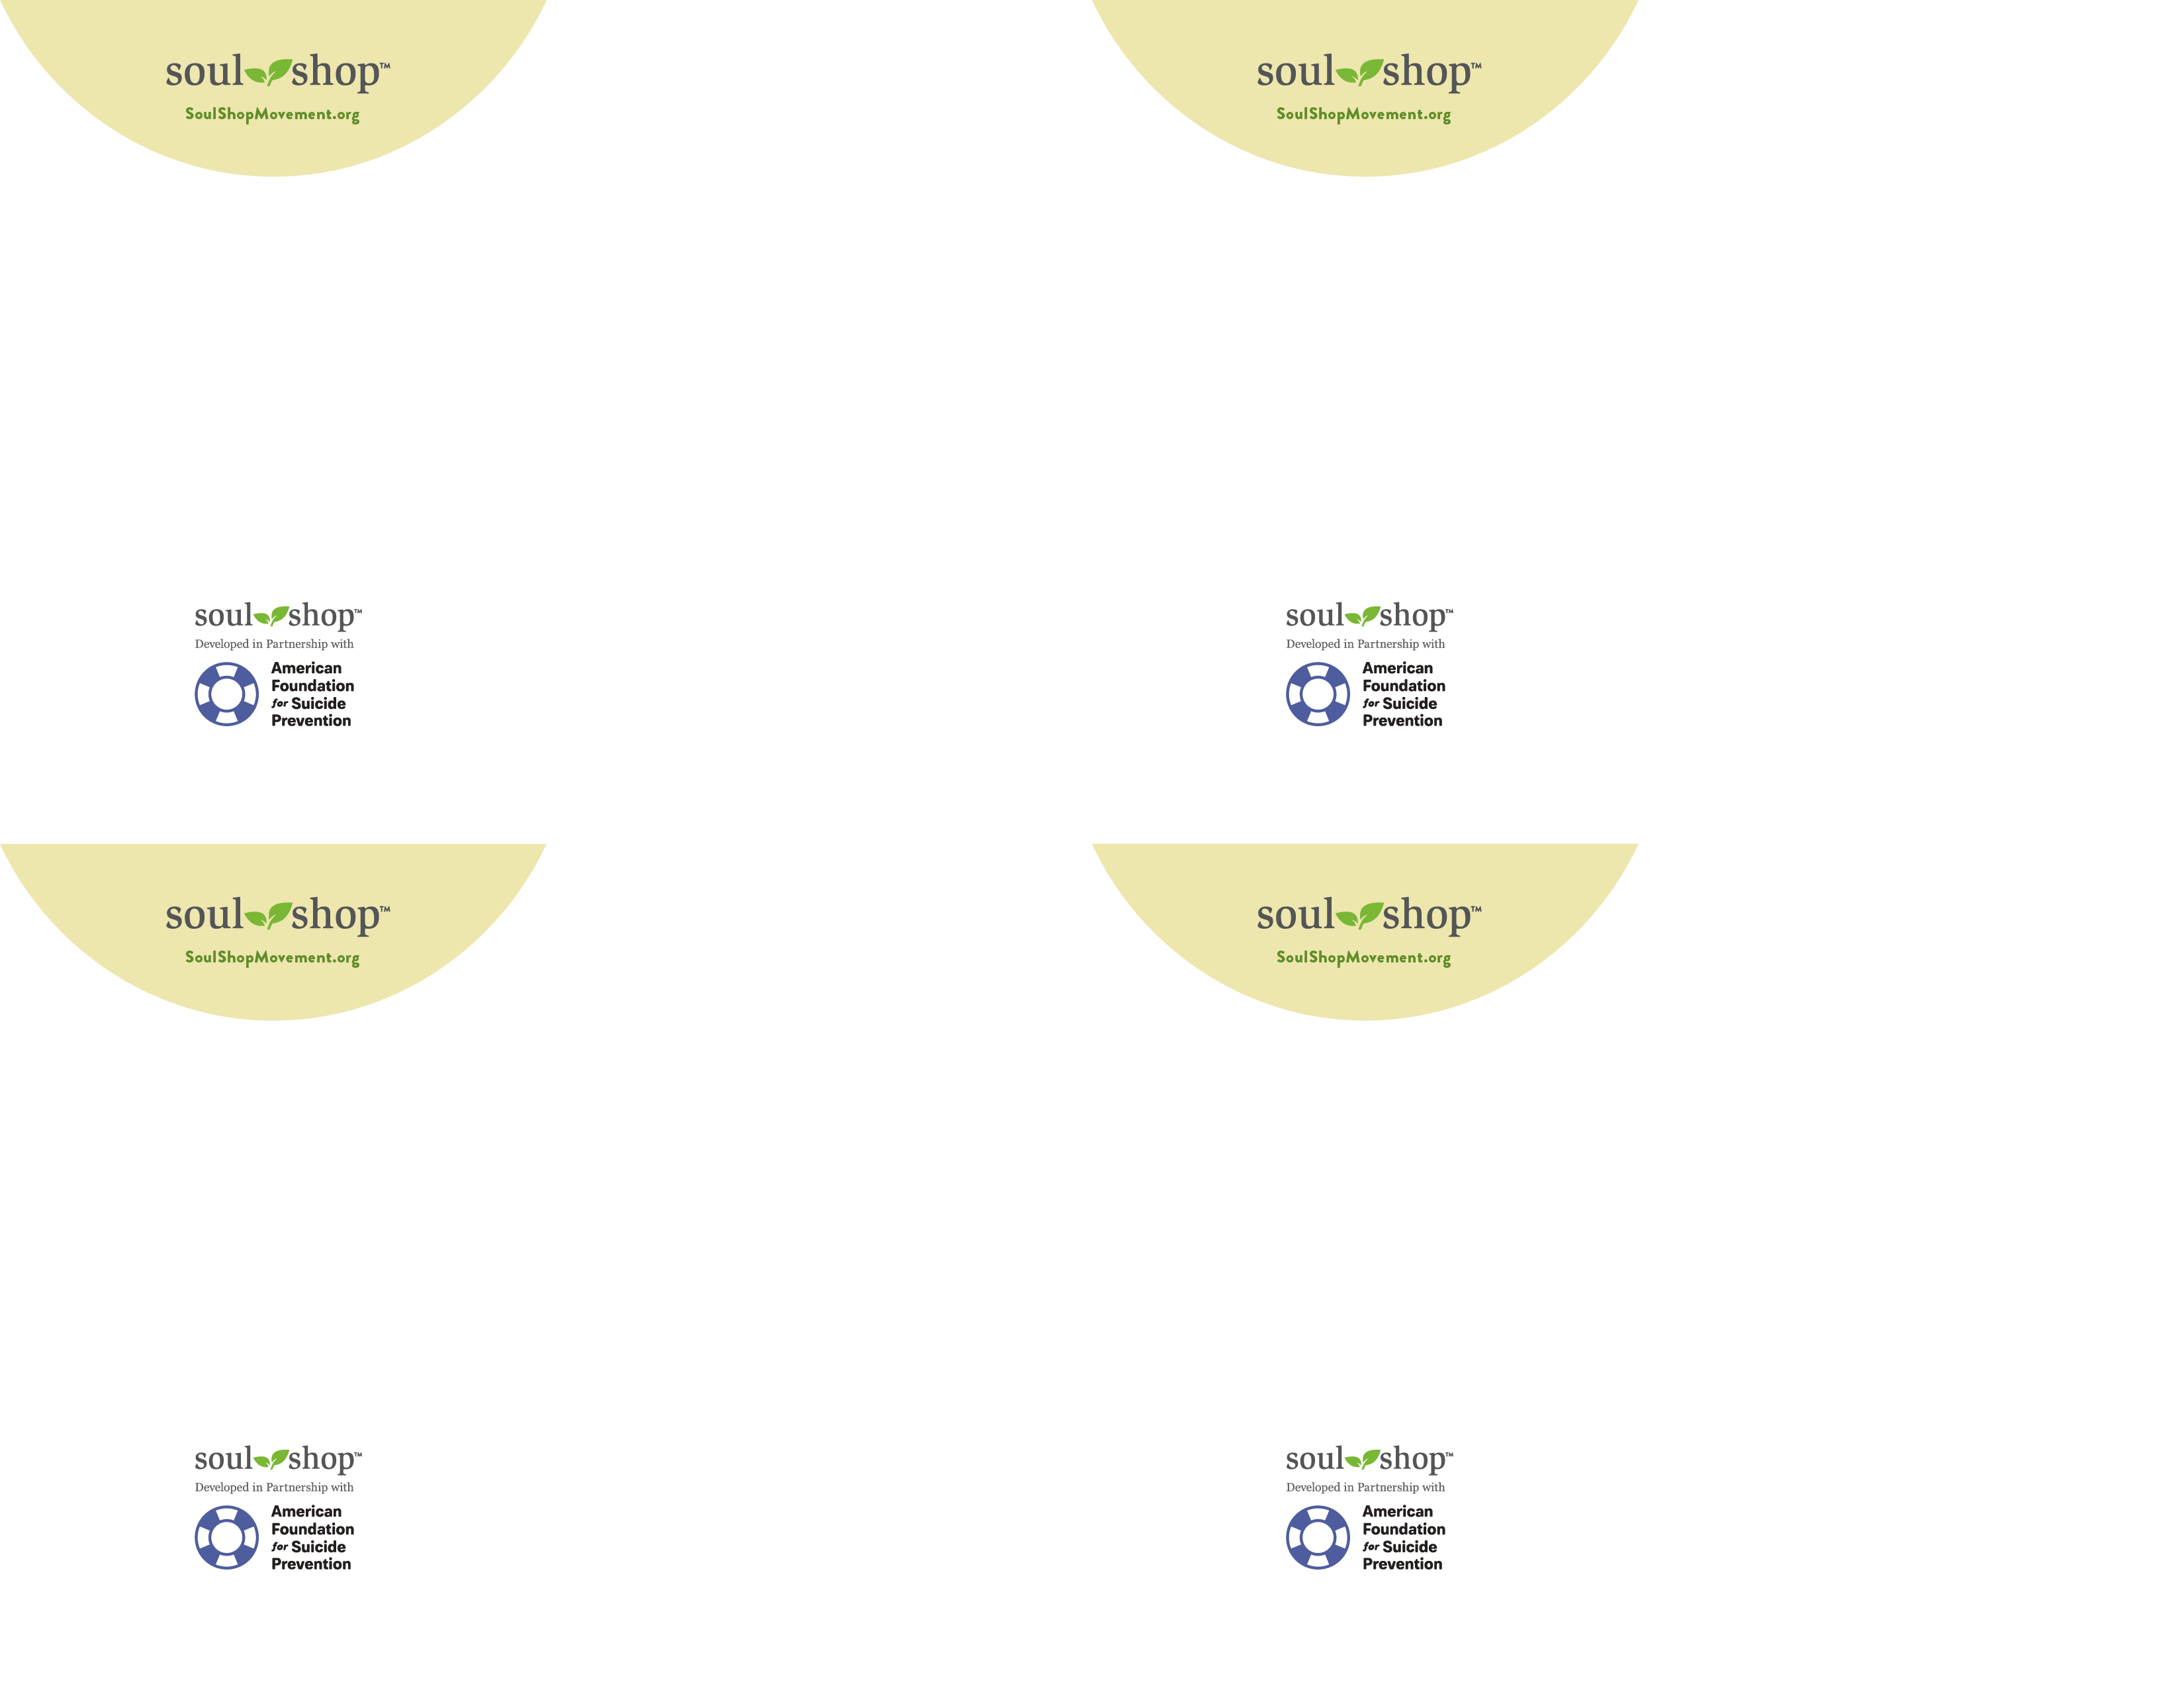 soul shop™
SoulShopMovement.org
soul shop™
SoulShopMovement.org
soul shop™
Developed in Partnership with
American
Foundation
for Suicide
Prevention
soul shop™
Developed in Partnership with
American
Foundation
for Suicide
Prevention
soul shop™
SoulShopMovement.org
soul shop™
SoulShopMovement.org
soul shop™
Developed in Partnership with
American
Foundation
for Suicide
Prevention
soul shop™
Developed in Partnership with
American
Foundation
for Suicide
Prevention